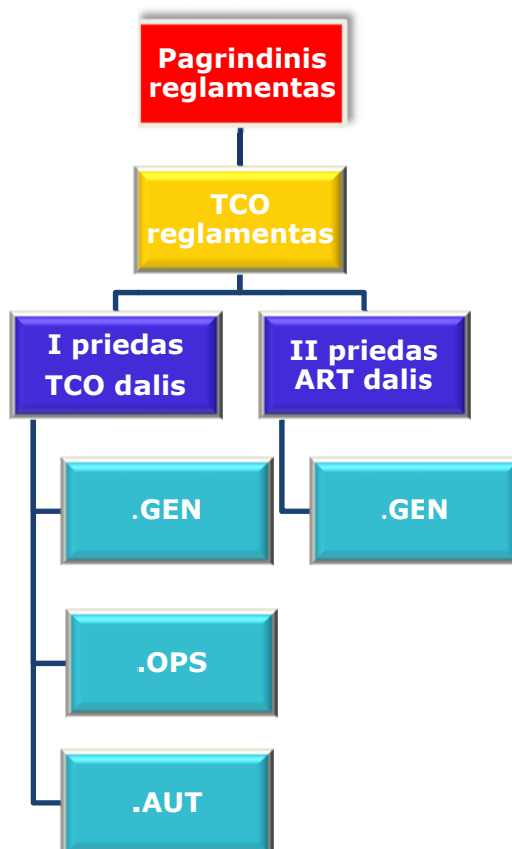 Pagrindinis
reglamentas
TCO
reglamentas
I priedas
TCO dalis
II priedas
ART dalis
.GEN
.GEN
.OPS
.AUT